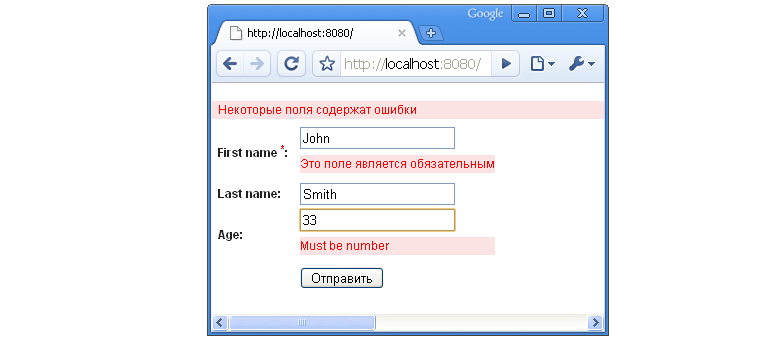 Google
http://localhost:8080/
http://localhost:8080/
Некоторые поля содержат ошибки
First name *: John
Это поле является обязательным
Last name: Smith
Age: 33
Must be number
Отправить